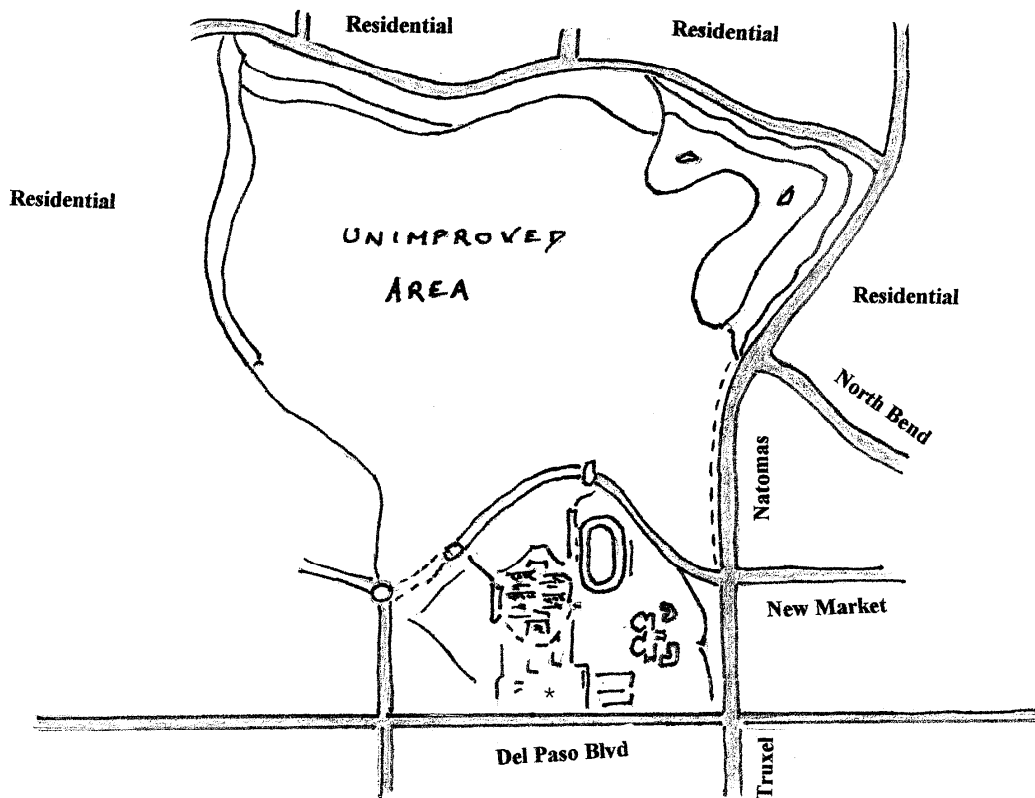 Residential
Residential
Residential
UNIMPROVED
AREA
Residential
North Bend
Natomas
New Market
*
Del Paso Blvd
Truxel